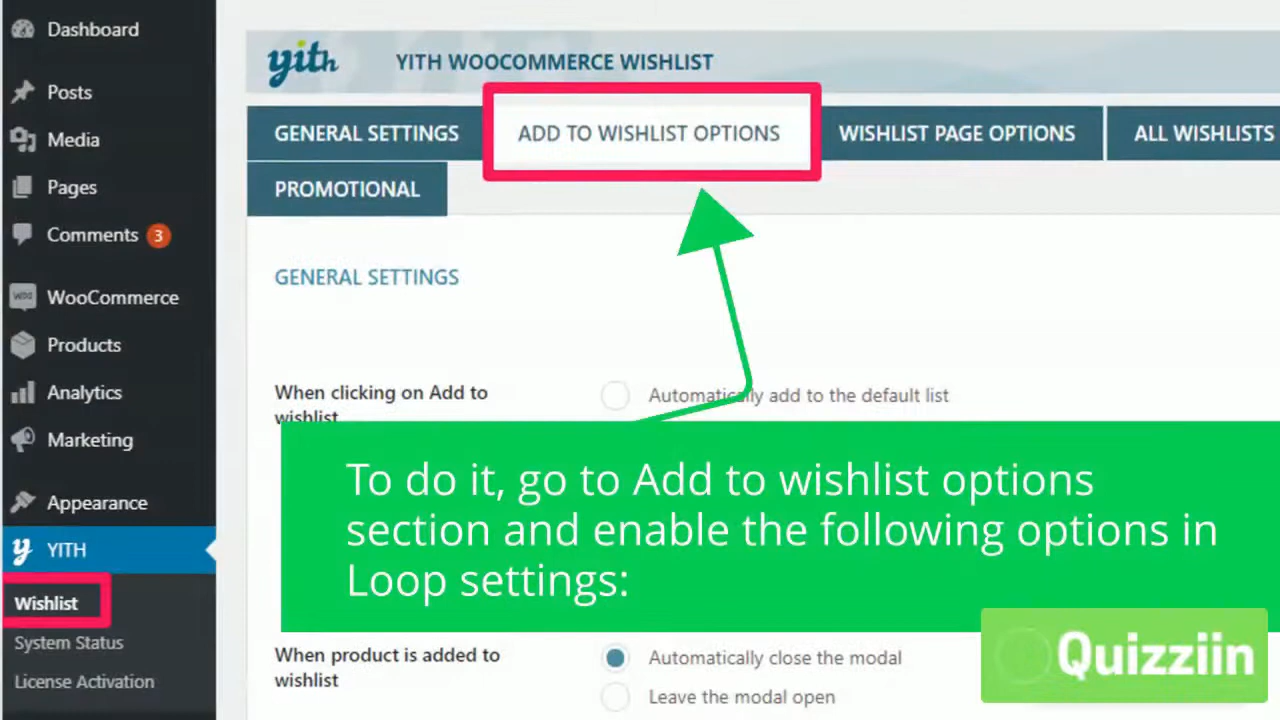 Dashboard
Posts
Media
Pages
Comments 3
WooCommerce
Products
Analytics
Marketing
Appearance
YITH
Wishlist
System Status
License Activation
yith
YITH WOOCOMMERCE WISHLIST
GENERAL SETTINGS
ADD TO WISHLIST OPTIONS
WISHLIST PAGE OPTIONS
ALL WISHLISTS
PROMOTIONAL
GENERAL SETTINGS
When clicking on Add to
wishlist
Automatically add to the default list
To do it, go to Add to wishlist options
section and enable the following options in
Loop settings:
When product is added to
wishlist
Automatically close the modal
Leave the modal open
Quizziin